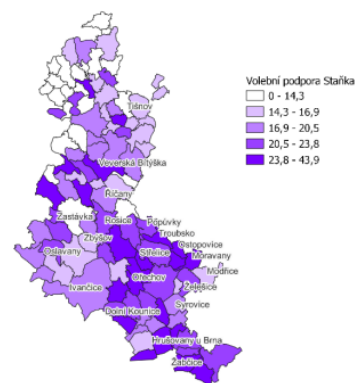 Volební podpora Staňka
0 - 14,3
14,3 - 16,9
16,9 - 20,5
20,5 - 23,8
23,8 - 43,9
Tišnov
Veverská Bítýška
Říčany
Zastávka
Rosice
Popůvky
Zbýšov
Troubsko
Ostopovice
Oslavany
Střelice
Moravany
Modřice
Ořechov
Ivančice
Želešice
Dolní Kounice
Syrovice
Hrušovany u Brna
Žabčice